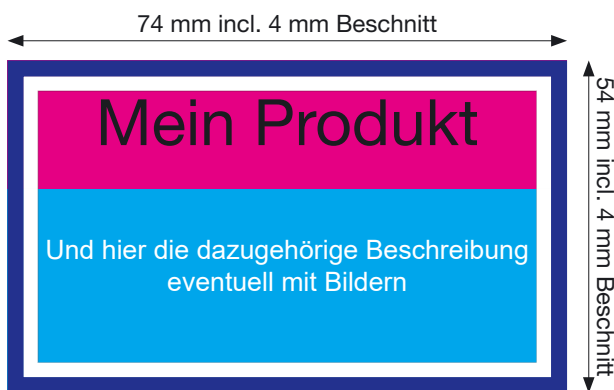 74 mm incl. 4 mm Beschnitt
Mein Produkt
Und hier die dazugehörige Beschreibung
eventuell mit Bildern
54 mm incl. 4 mm Beschnitt